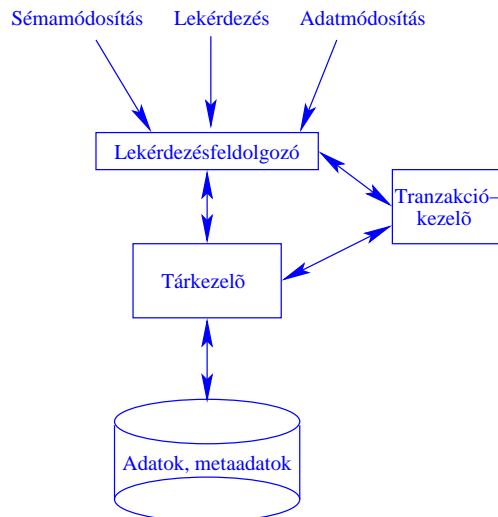 Sémamódosítás Lekérdezés Adatmódosítás
Lekérdezésfeldolgozó
Tranzakció–
kezelõ
Tárkezelõ
Adatok, metaadatok